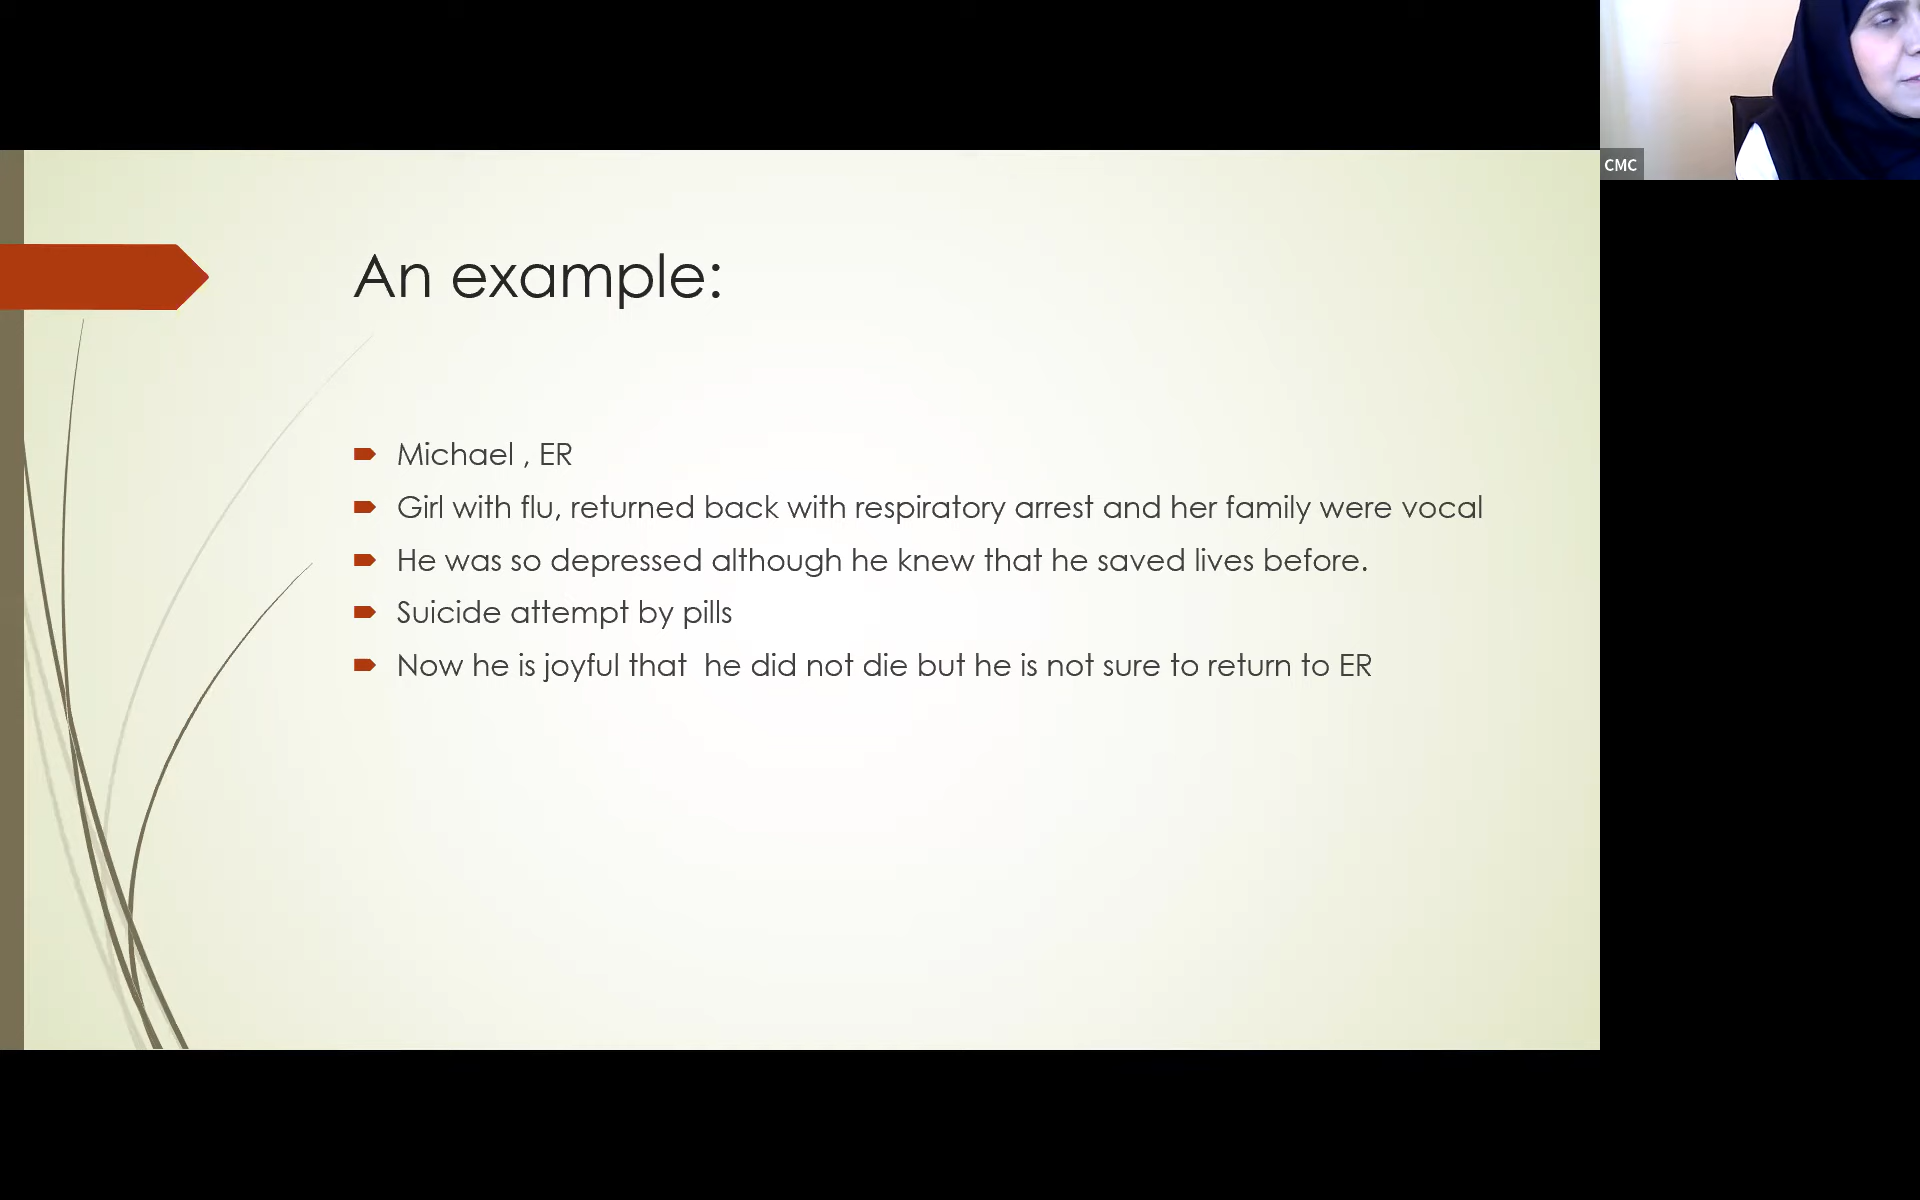 CMC
An example:
Michael , ER
Girl with flu, returned back with respiratory arrest and her family were vocal
He was so depressed although he knew that he saved lives before.
Suicide attempt by pills
Now he is joyful that  he did not die but he is not sure to return to ER